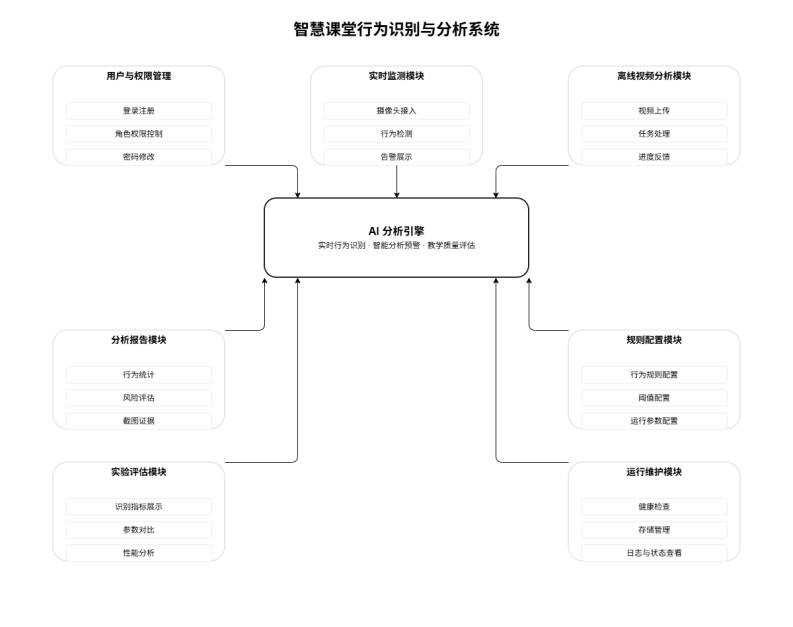 智慧课堂行为识别与分析系统
用户与权限管理
登录注册
角色权限控制
密码修改
实时监测模块
摄像头接入
行为检测
告警展示
离线视频分析模块
视频上传
任务处理
进度反馈
AI 分析引擎
实时行为识别 · 智能分析预警 · 教学质量评估
分析报告模块
行为统计
风险评估
截图证据
规则配置模块
行为规则配置
阈值配置
运行参数配置
实验评估模块
识别指标展示
参数对比
性能分析
运行维护模块
健康检查
存储管理
日志与状态查看